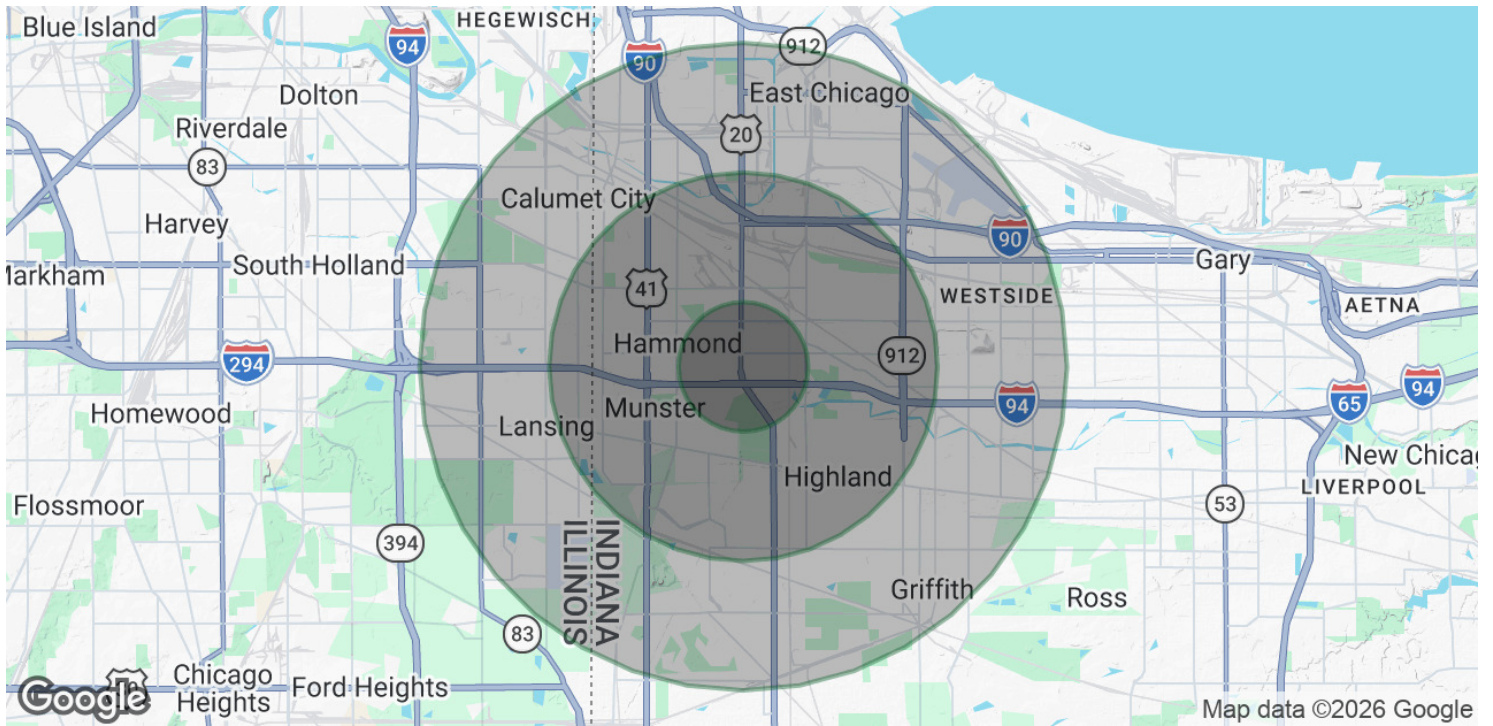 HEGEWISCH
Blue Island
94
912
90
Dolton
East Chicago
Riverdale
20
83
Calumet City
Harvey
90
South Holland
Gary
Markham
41
WESTSIDE
AETNA
Hammond
912
294
94
94
65
Homewood
Munster
Lansing
New Chicag
Highland
LIVERPOOL
Flossmoor
53
394
INDIANA
ILLINOIS
Griffith
Ross
83
Chicago
Heights
Ford Heights
Google
Map data ©2026 Google